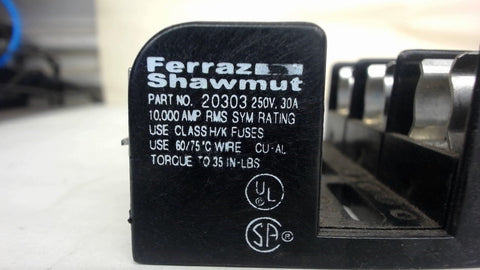 Ferraz
Shawmut
PART NO. 20303 250V, 30A
10,000 AMP RMS SYM RATING
USE CLASS H/K FUSES
USE 60/75°C WIRE CU-AL
TORQUE TO 35 IN-LBS
UL
SA®